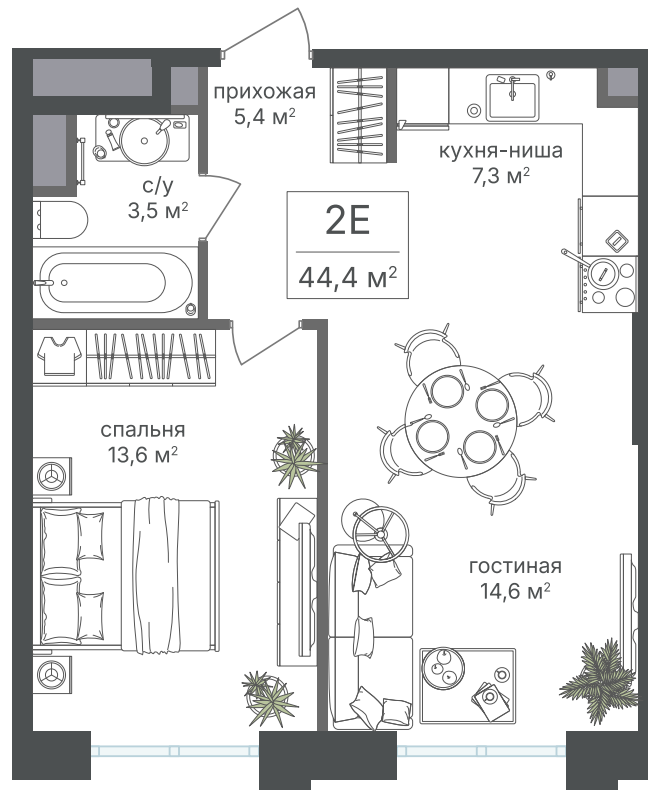 прихожая
5,4 м²
кухня-ниша
7,3 м²
с/у
3,5 м²
2Е
44,4 м²
спальня
13,6 м²
гостиная
14,6 м²